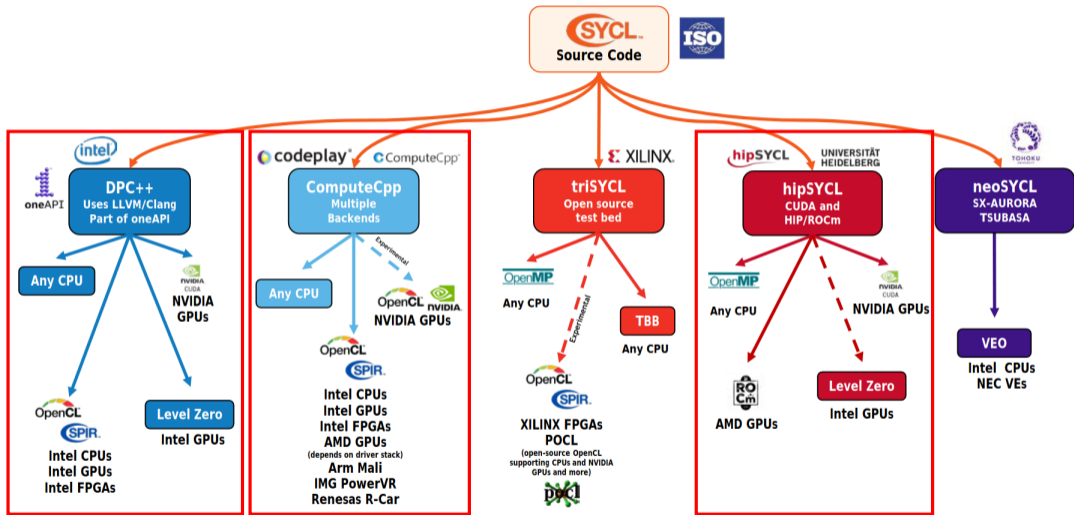 SYCL™
Source Code
ISO
intel
oneAPI
DPC++
Uses LLVM/Clang
Part of oneAPI
Any CPU
NVIDIA
CUDA
NVIDIA
GPUs
OpenCL
SPIR.
Intel CPUs
Intel GPUs
Intel FPGAs
Level Zero
Intel GPUs
codeplay®
ComputeCpp™
ComputeCpp
Multiple
Backends
Experimental
Any CPU
OpenCL
NVIDIA.
NVIDIA GPUs
OpenCL
SPIR.
Intel CPUs
Intel GPUs
Intel FPGAs
AMD GPUs
(depends on driver stack)
Arm Mali
IMG PowerVR
Renesas R-Car
XILINX.
triSYCL
Open source
test bed
OpenMP
Any CPU
Experimental
TBB
Any CPU
OpenCL
SPIR.
XILINX FPGAs
POCL
(open-source OpenCL
supporting CPUs and NVIDIA
GPUs and more)
pocl
hipSYCL
UNIVERSITÄT
HEIDELBERG
hipSYCL
CUDA and
HIP/ROCm
OpenMP
Any CPU
NVIDIA
CUDA
NVIDIA GPUs
ROCm
AMD GPUs
Level Zero
Intel GPUs
TOHOKU
neoSYCL
SX-AURORA
TSUBASA
VEO
Intel CPUs
NEC VEs